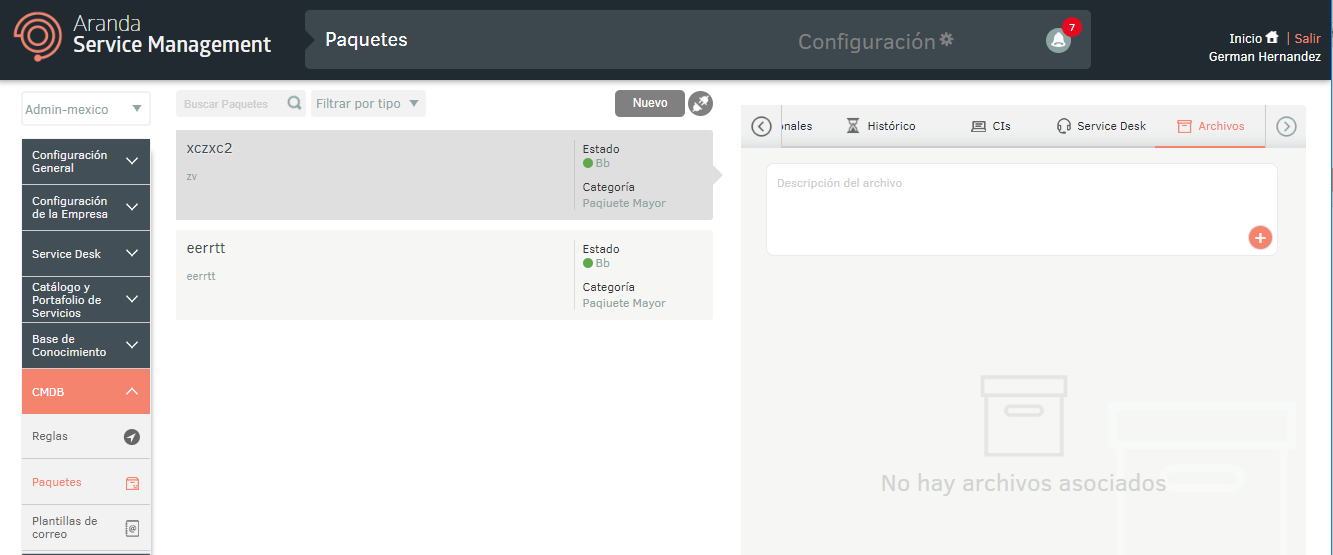 Aranda
Service Management
Paquetes
Configuración
7
Inicio | Salir
German Hernandez
Admin-mexico
Buscar Paquetes
Filtrar por tipo
Nuevo
Configuración
General
Configuración
de la Empresa
Service Desk
Catálogo y
Portafolio de
Servicios
Base de
Conocimiento
CMDB
Reglas
Paquetes
Plantillas de
correo
xczxc2
zv
Estado
Bb
Categoría
Paqiuete Mayor
eerrtt
eerrtt
Estado
Bb
Categoría
Paqiuete Mayor
onales
Histórico
CIs
Service Desk
Archivos
Descripción del archivo
No hay archivos asociados